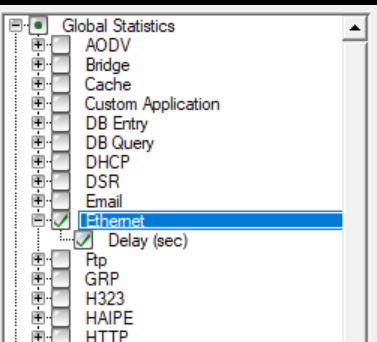 Global Statistics
AODV
Bridge
Cache
Custom Application
DB Entry
DB Query
DHCP
DSR
Email
Ethernet
Delay (sec)
Ftp
GRP
H323
HAIPE
HTTP